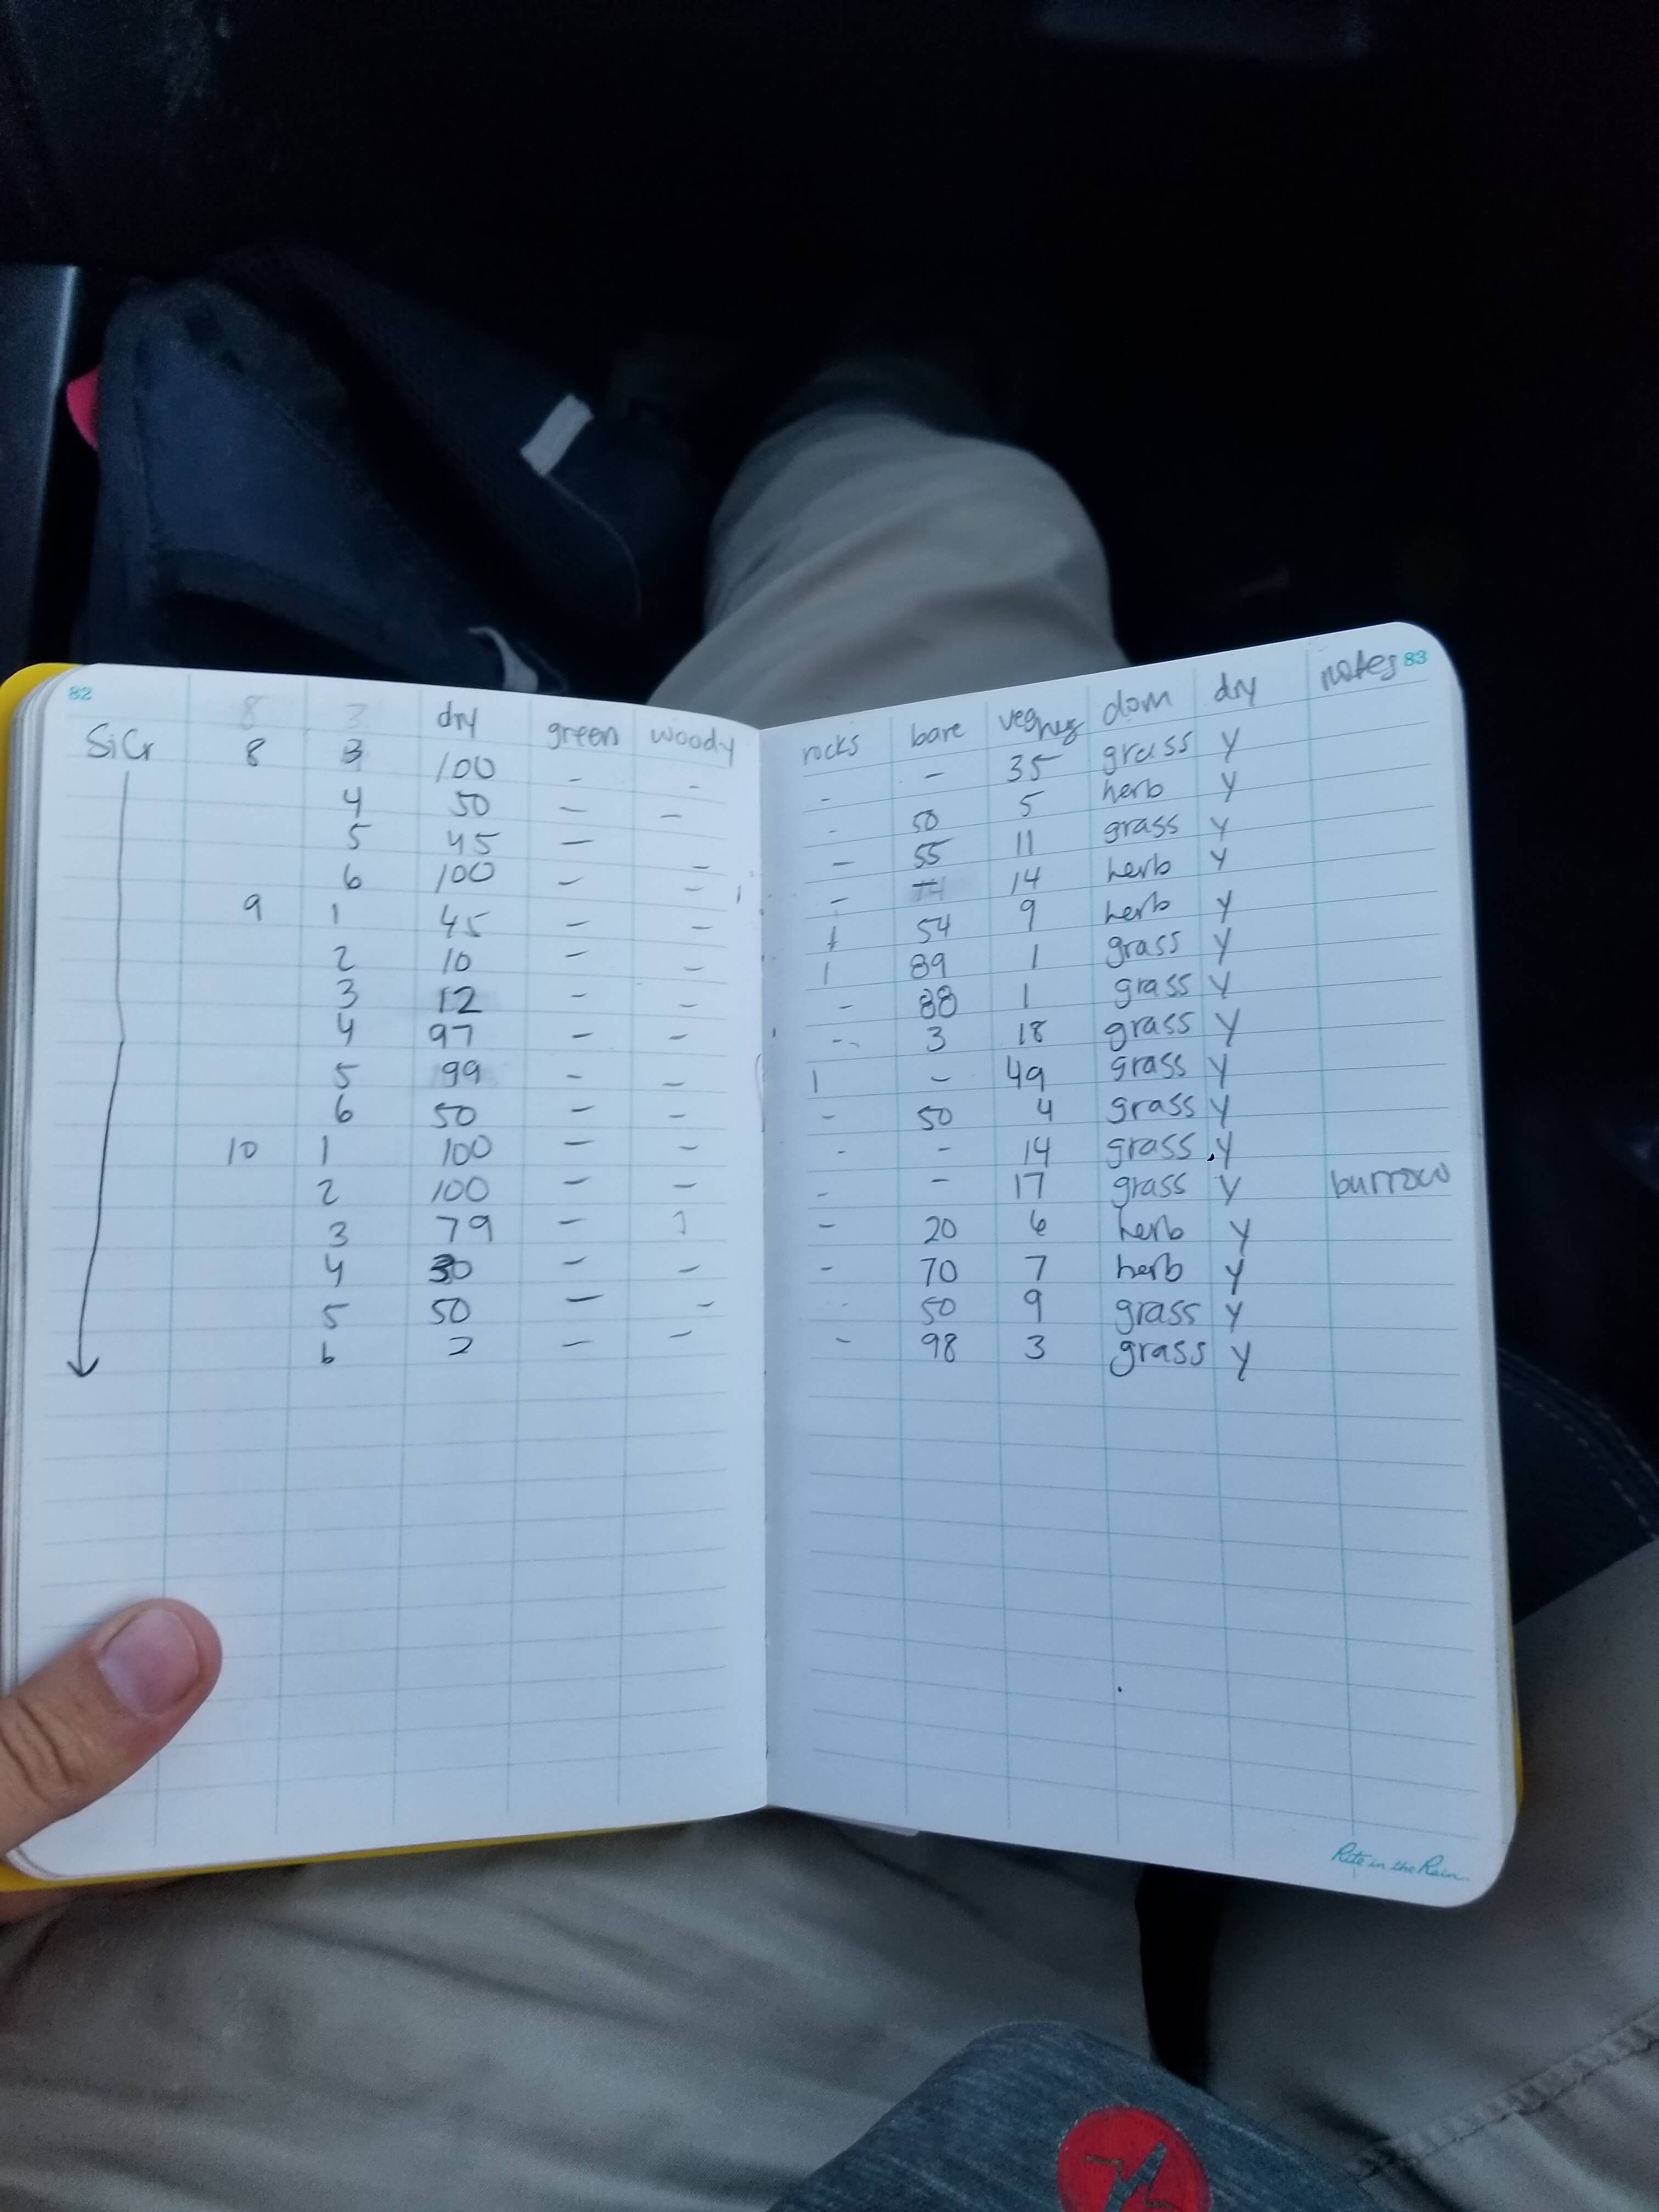 82 8 3 dry green woody rocks bare veg hgt dom dry notes 83
SiCr 8 3 100 - - - - 35 grass y
4 50 - - - 50 5 herb y
5 45 - - - 55 11 grass y
6 100 - - - - 14 herb y
9 1 45 - - 1 54 9 herb y
2 10 - - 1 89 1 grass y
3 12 - - - 88 1 grass y
4 97 - - - 3 18 grass y
5 99 - - 1 - 49 grass y
6 50 - - - 50 4 grass y
10 1 100 - - - - 14 grass y
2 100 - - - - 17 grass y burrow
3 79 - 1 - 20 6 herb y
4 30 - - - 70 7 herb y
5 50 - - - 50 9 grass y
6 2 - - - 98 3 grass y
Rite in the Rain